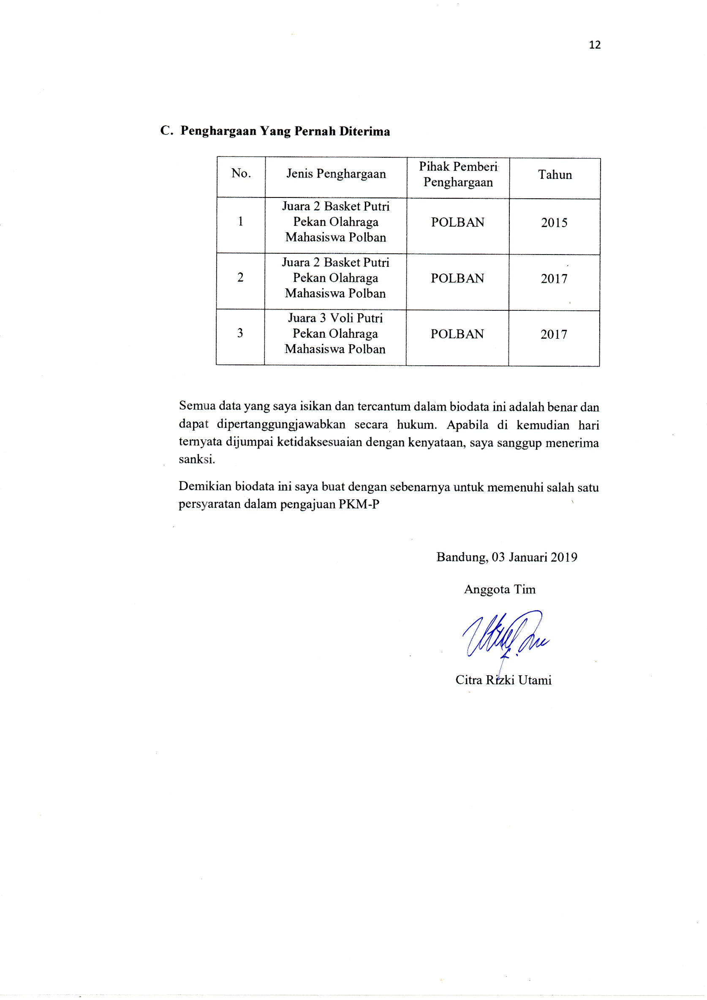 12
C. Penghargaan Yang Pernah Diterima
No. Jenis Penghargaan Pihak Pemberi Penghargaan Tahun
1 Juara 2 Basket Putri Pekan Olahraga Mahasiswa Polban POLBAN 2015
2 Juara 2 Basket Putri Pekan Olahraga Mahasiswa Polban POLBAN 2017
3 Juara 3 Voli Putri Pekan Olahraga Mahasiswa Polban POLBAN 2017
Semua data yang saya isikan dan tercantum dalam biodata ini adalah benar dan
dapat dipertanggungjawabkan secara hukum. Apabila di kemudian hari
ternyata dijumpai ketidaksesuaian dengan kenyataan, saya sanggup menerima
sanksi.
Demikian biodata ini saya buat dengan sebenarnya untuk memenuhi salah satu
persyaratan dalam pengajuan PKM-P
Bandung, 03 Januari 2019
Anggota Tim
Citra Rizki Utami